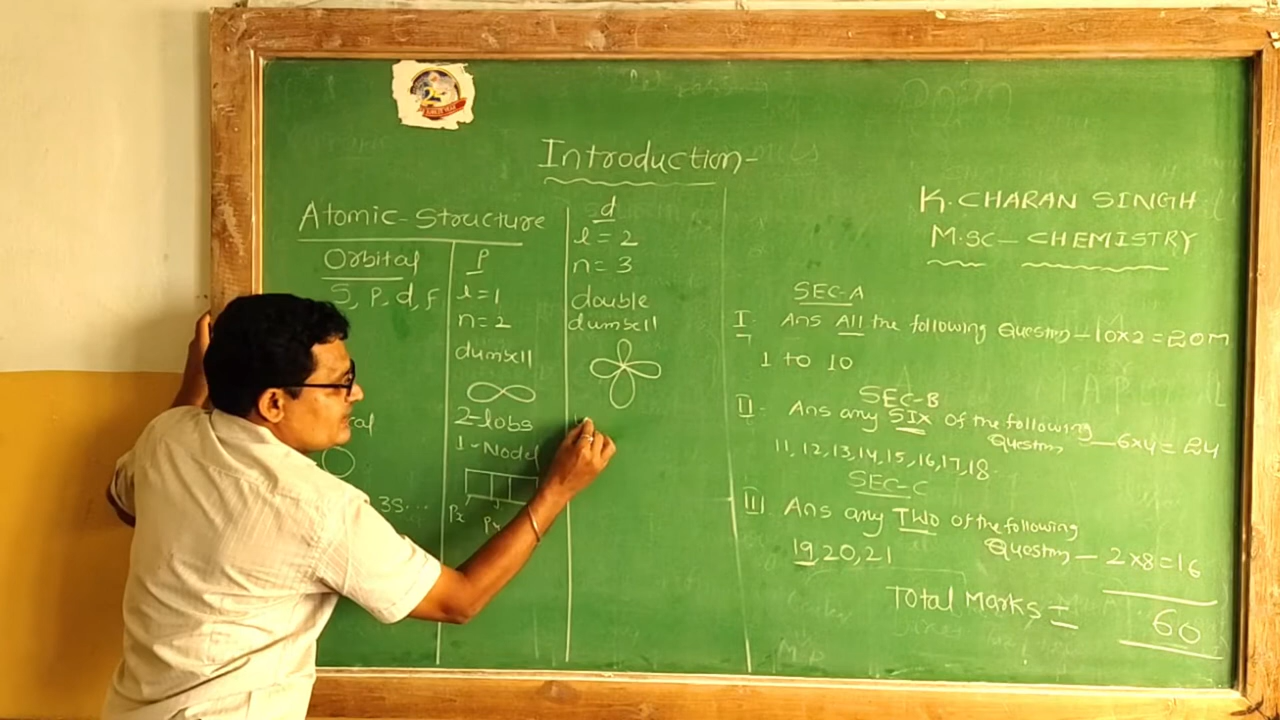 Introduction-
Atomic-Structure
Orbital
S, P, d, f
3S...
P
l=1
n=2
dumbell
2-lobs
1-Nodel
Px
Py
d
l=2
n=3
double
dumbell
K. CHARAN SINGH
M.SC- CHEMISTRY
SEC-A
I Ans All the following Question - 10x2=20M
1 to 10
SEC-B
II. Ans any SIX of the following
Question - 6x4=24
11, 12, 13, 14, 15, 16, 17, 18.
SEC-C
III Ans any TWO of the following
Question - 2x8=16
19, 20, 21
Total Marks =
60